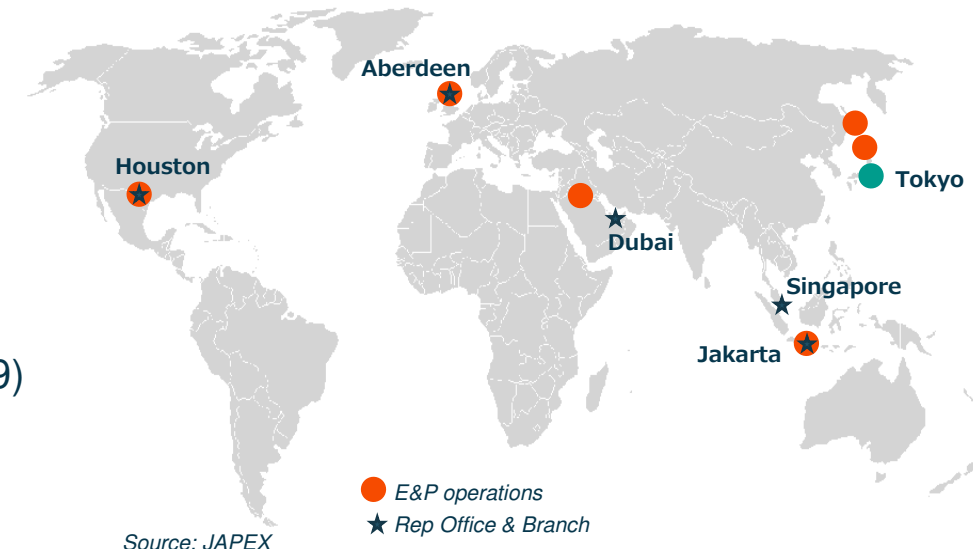 Aberdeen
Houston
Tokyo
Dubai
Singapore
Jakarta
9)
E&P operations
Rep Office & Branch
Source: JAPEX